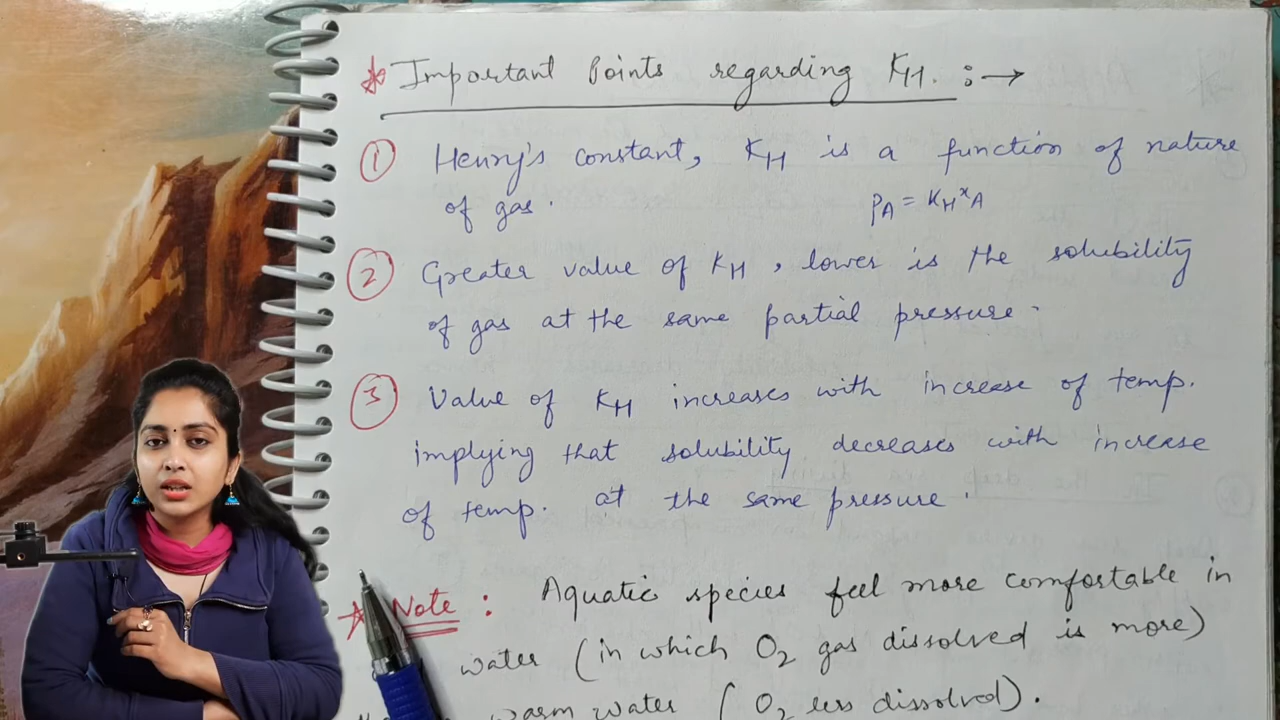 Important Points regarding KH. :→
① Henry's constant, KH is a function of nature
of gas.
pA = KH xA
② Greater value of KH, lower is the solubility
of gas at the same partial pressure.
③ Value of KH increases with increase of temp.
implying that solubility decreases with increase
of temp. at the same pressure.
Note : Aquatic species feel more comfortable in
water (in which O2 gas dissolved is more)
warm water (O2 less dissolved).